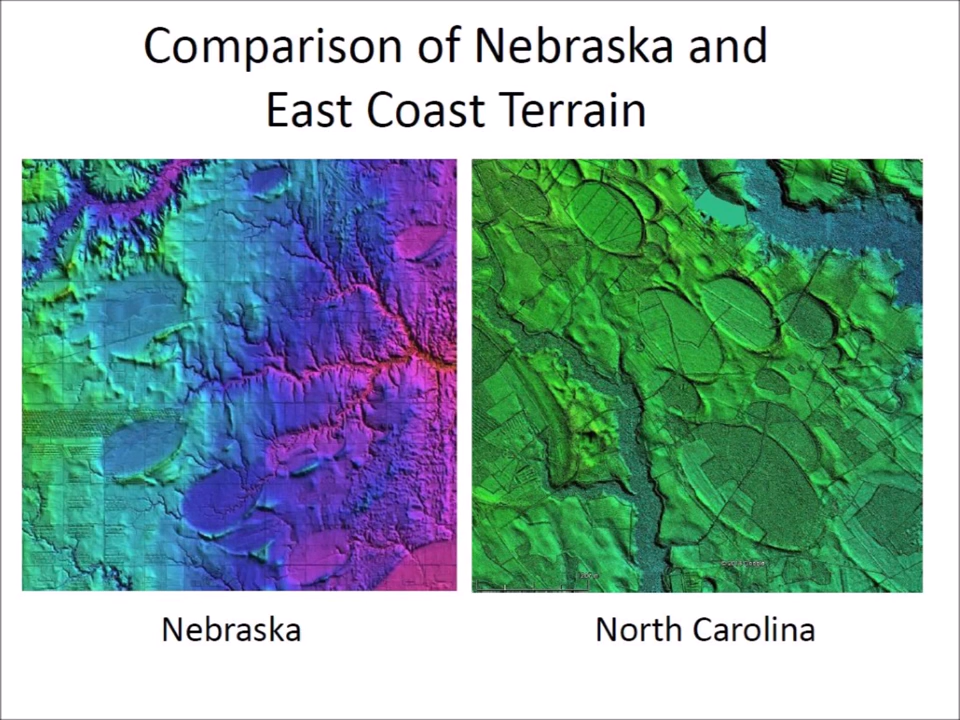 Comparison of Nebraska and
East Coast Terrain
Nebraska
North Carolina